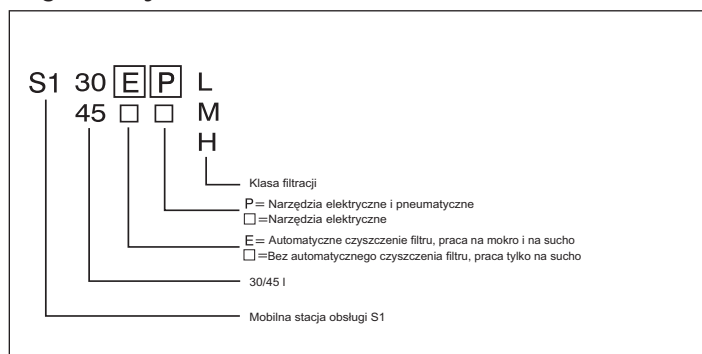 S1 30 E P L
45 □ □ M
H
Klasa filtracji
P= Narzędzia elektryczne i pneumatyczne
□=Narzędzia elektryczne
E= Automatyczne czyszczenie filtru, praca na mokro i na sucho
□=Bez automatycznego czyszczenia filtru, praca tylko na sucho
30/45 l
Mobilna stacja obsługi S1